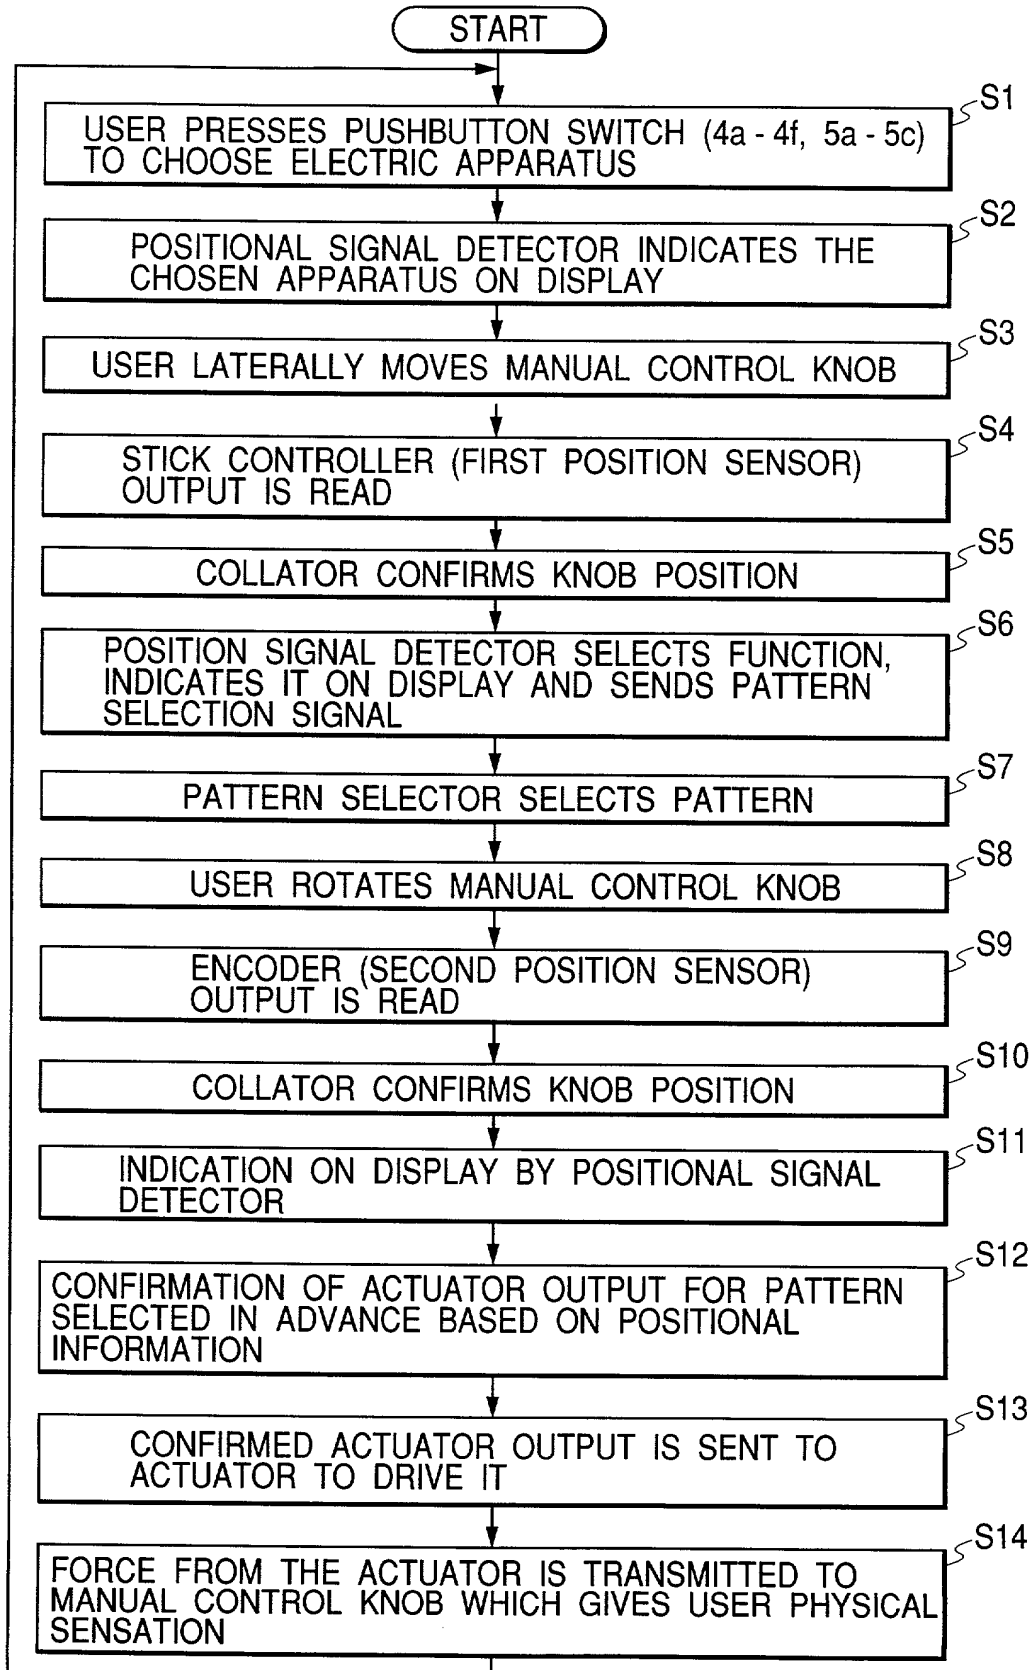 START
S1
USER PRESSES PUSHBUTTON SWITCH (4a - 4f, 5a - 5c)
TO CHOOSE ELECTRIC APPARATUS
S2
POSITIONAL SIGNAL DETECTOR INDICATES THE
CHOSEN APPARATUS ON DISPLAY
S3
USER LATERALLY MOVES MANUAL CONTROL KNOB
S4
STICK CONTROLLER (FIRST POSITION SENSOR)
OUTPUT IS READ
S5
COLLATOR CONFIRMS KNOB POSITION
S6
POSITION SIGNAL DETECTOR SELECTS FUNCTION,
INDICATES IT ON DISPLAY AND SENDS PATTERN
SELECTION SIGNAL
S7
PATTERN SELECTOR SELECTS PATTERN
S8
USER ROTATES MANUAL CONTROL KNOB
S9
ENCODER (SECOND POSITION SENSOR)
OUTPUT IS READ
S10
COLLATOR CONFIRMS KNOB POSITION
S11
INDICATION ON DISPLAY BY POSITIONAL SIGNAL
DETECTOR
S12
CONFIRMATION OF ACTUATOR OUTPUT FOR PATTERN
SELECTED IN ADVANCE BASED ON POSITIONAL
INFORMATION
S13
CONFIRMED ACTUATOR OUTPUT IS SENT TO
ACTUATOR TO DRIVE IT
S14
FORCE FROM THE ACTUATOR IS TRANSMITTED TO
MANUAL CONTROL KNOB WHICH GIVES USER PHYSICAL
SENSATION